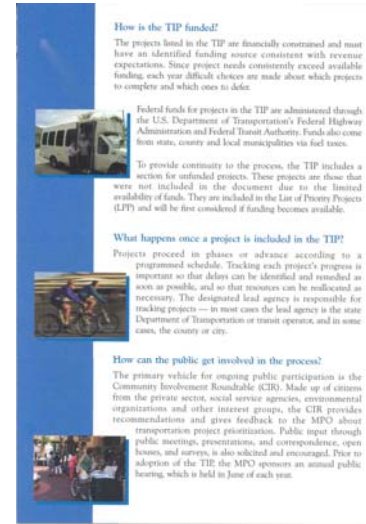 How is the TIP funded?
The projects listed in the TIP are financially constrained and must
have an identified funding source consistent with revenue
expectations. Since project needs consistently exceed available
funding, each year difficult choices are made about which projects
to complete and which ones to defer.
Federal funds for projects in the TIP are administered through
the U.S. Department of Transportation's Federal Highway
Administration and Federal Transit Authority. Funds also come
from state, county and local municipalities via fuel taxes.
To provide continuity to the process, the TIP includes a
section for unfunded projects. These projects are those that
were not included in the document due to the limited
availability of funds. They are included in the List of Priority Projects
(LPP) and will be first considered if funding becomes available.
What happens once a project is included in the TIP?
Projects proceed in phases or advance according to a
programmed schedule. Tracking each project's progress is
important so that delays can be identified and remedied as
soon as possible, and so that resources can be reallocated as
necessary. The designated lead agency is responsible for
tracking projects — in most cases the lead agency is the state
Department of Transportation or transit operator, and in some
cases, the county or city.
How can the public get involved in the process?
The primary vehicle for ongoing public participation is the
Community Involvement Roundtable (CIR). Made up of citizens
from the private sector, social service agencies, environmental
organizations and other interest groups, the CIR provides
recommendations and gives feedback to the MPO about
transportation project prioritization. Public input through
public meetings, presentations, and correspondence, open
houses, and surveys, is also solicited and encouraged. Prior to
adoption of the TIP, the MPO sponsors an annual public
hearing, which is held in June of each year.